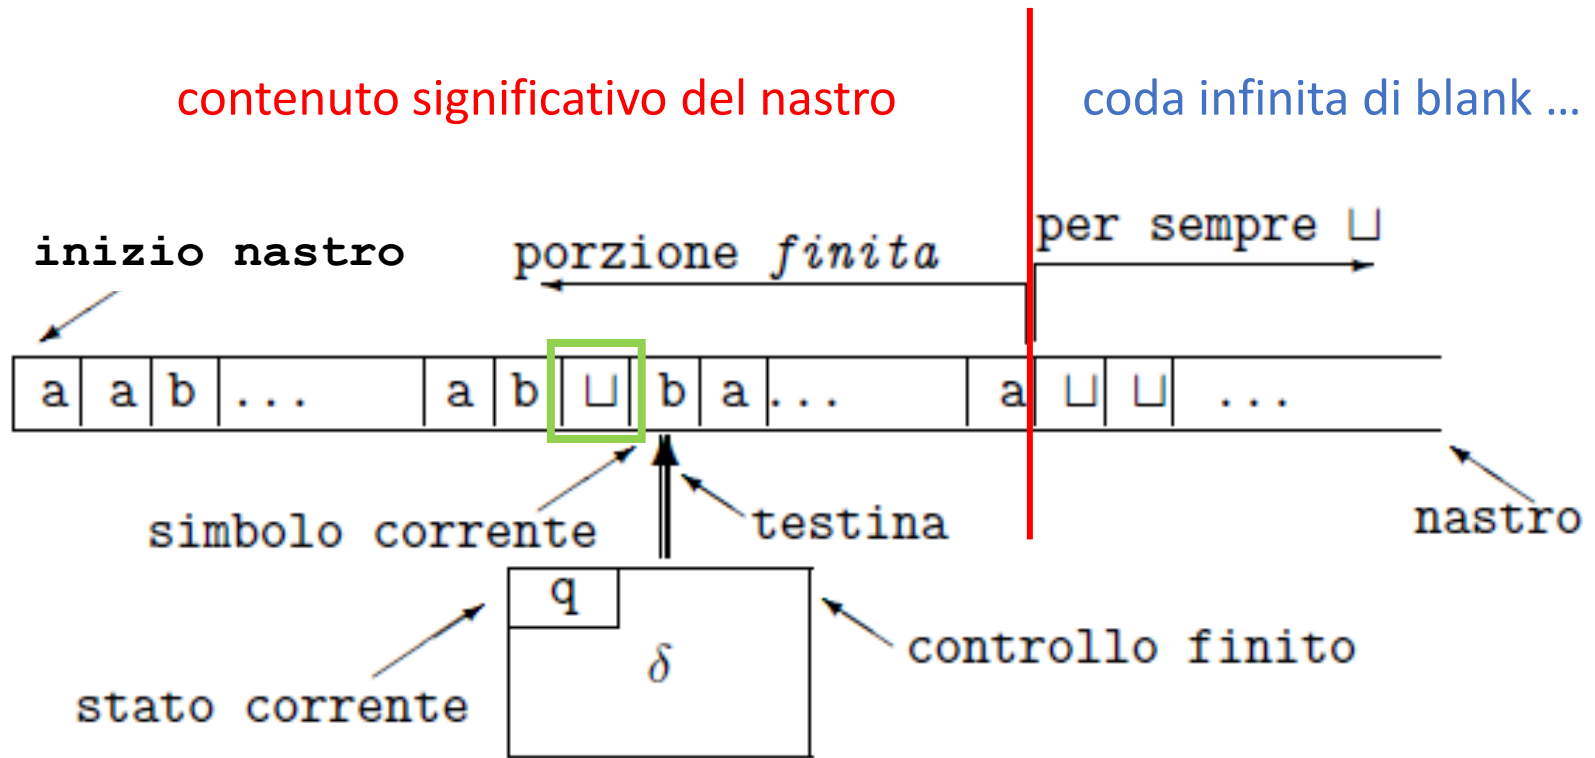 contenuto significativo del nastro
coda infinita di blank ...
per sempre ⊔
inizio nastro
porzione finita
a a b ... a b ⊔ b a ... a ⊔ ⊔ ...
simbolo corrente
testina
nastro
q
δ
controllo finito
stato corrente